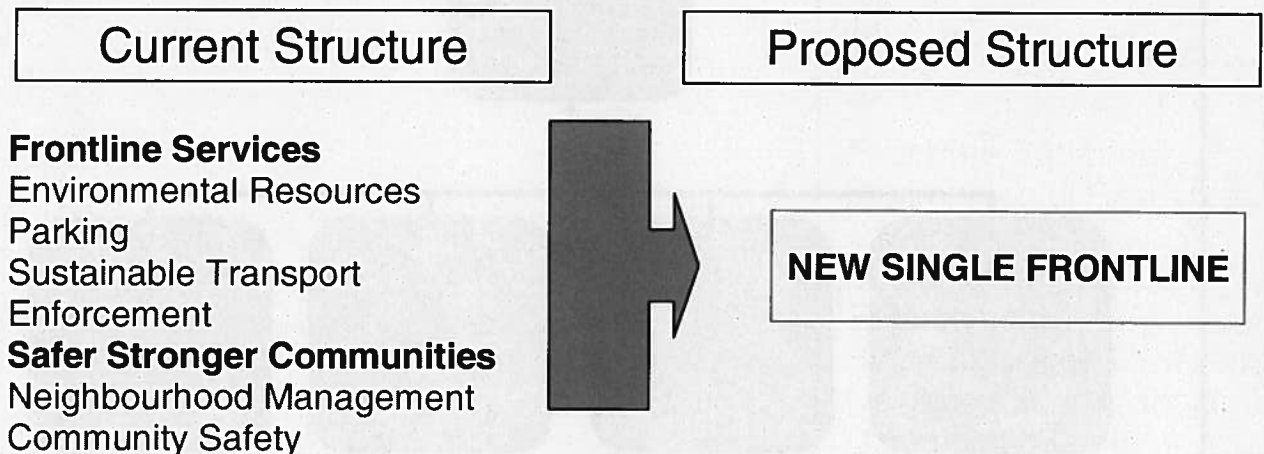 Current Structure
Proposed Structure
Frontline Services
Environmental Resources
Parking
Sustainable Transport
Enforcement
Safer Stronger Communities
Neighbourhood Management
Community Safety
NEW SINGLE FRONTLINE